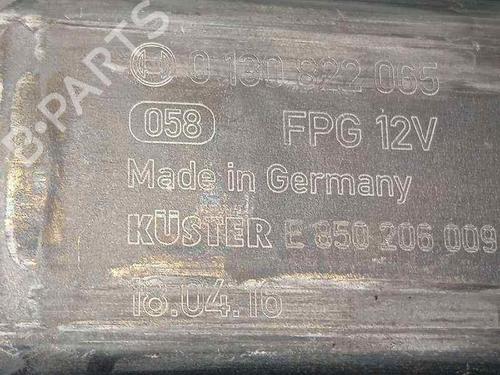 0 130 822 065
058 FPG 12V
Made in Germany
KÜSTER E 850 206 009
18.04.16
B-PARTS